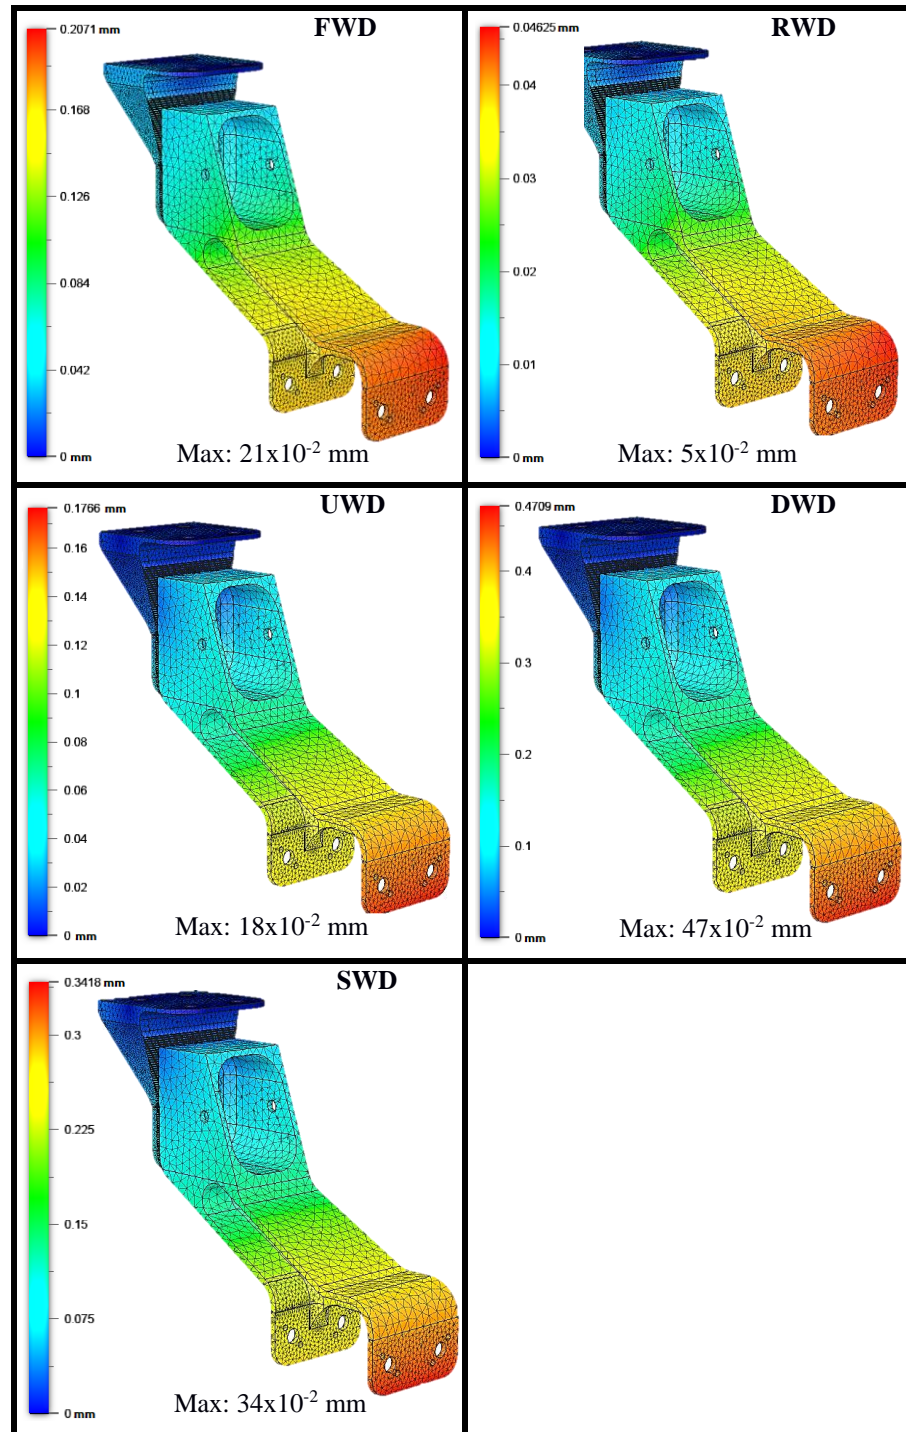 FWD
0.2071 mm
0.168
0.126
0.084
0.042
0 mm
Max: 21x10⁻² mm
RWD
0.04625 mm
0.04
0.03
0.02
0.01
0 mm
Max: 5x10⁻² mm
UWD
0.1766 mm
0.16
0.14
0.12
0.1
0.08
0.06
0.04
0.02
0 mm
Max: 18x10⁻² mm
DWD
0.4709 mm
0.4
0.3
0.2
0.1
0 mm
Max: 47x10⁻² mm
SWD
0.3418 mm
0.3
0.225
0.15
0.075
0 mm
Max: 34x10⁻² mm